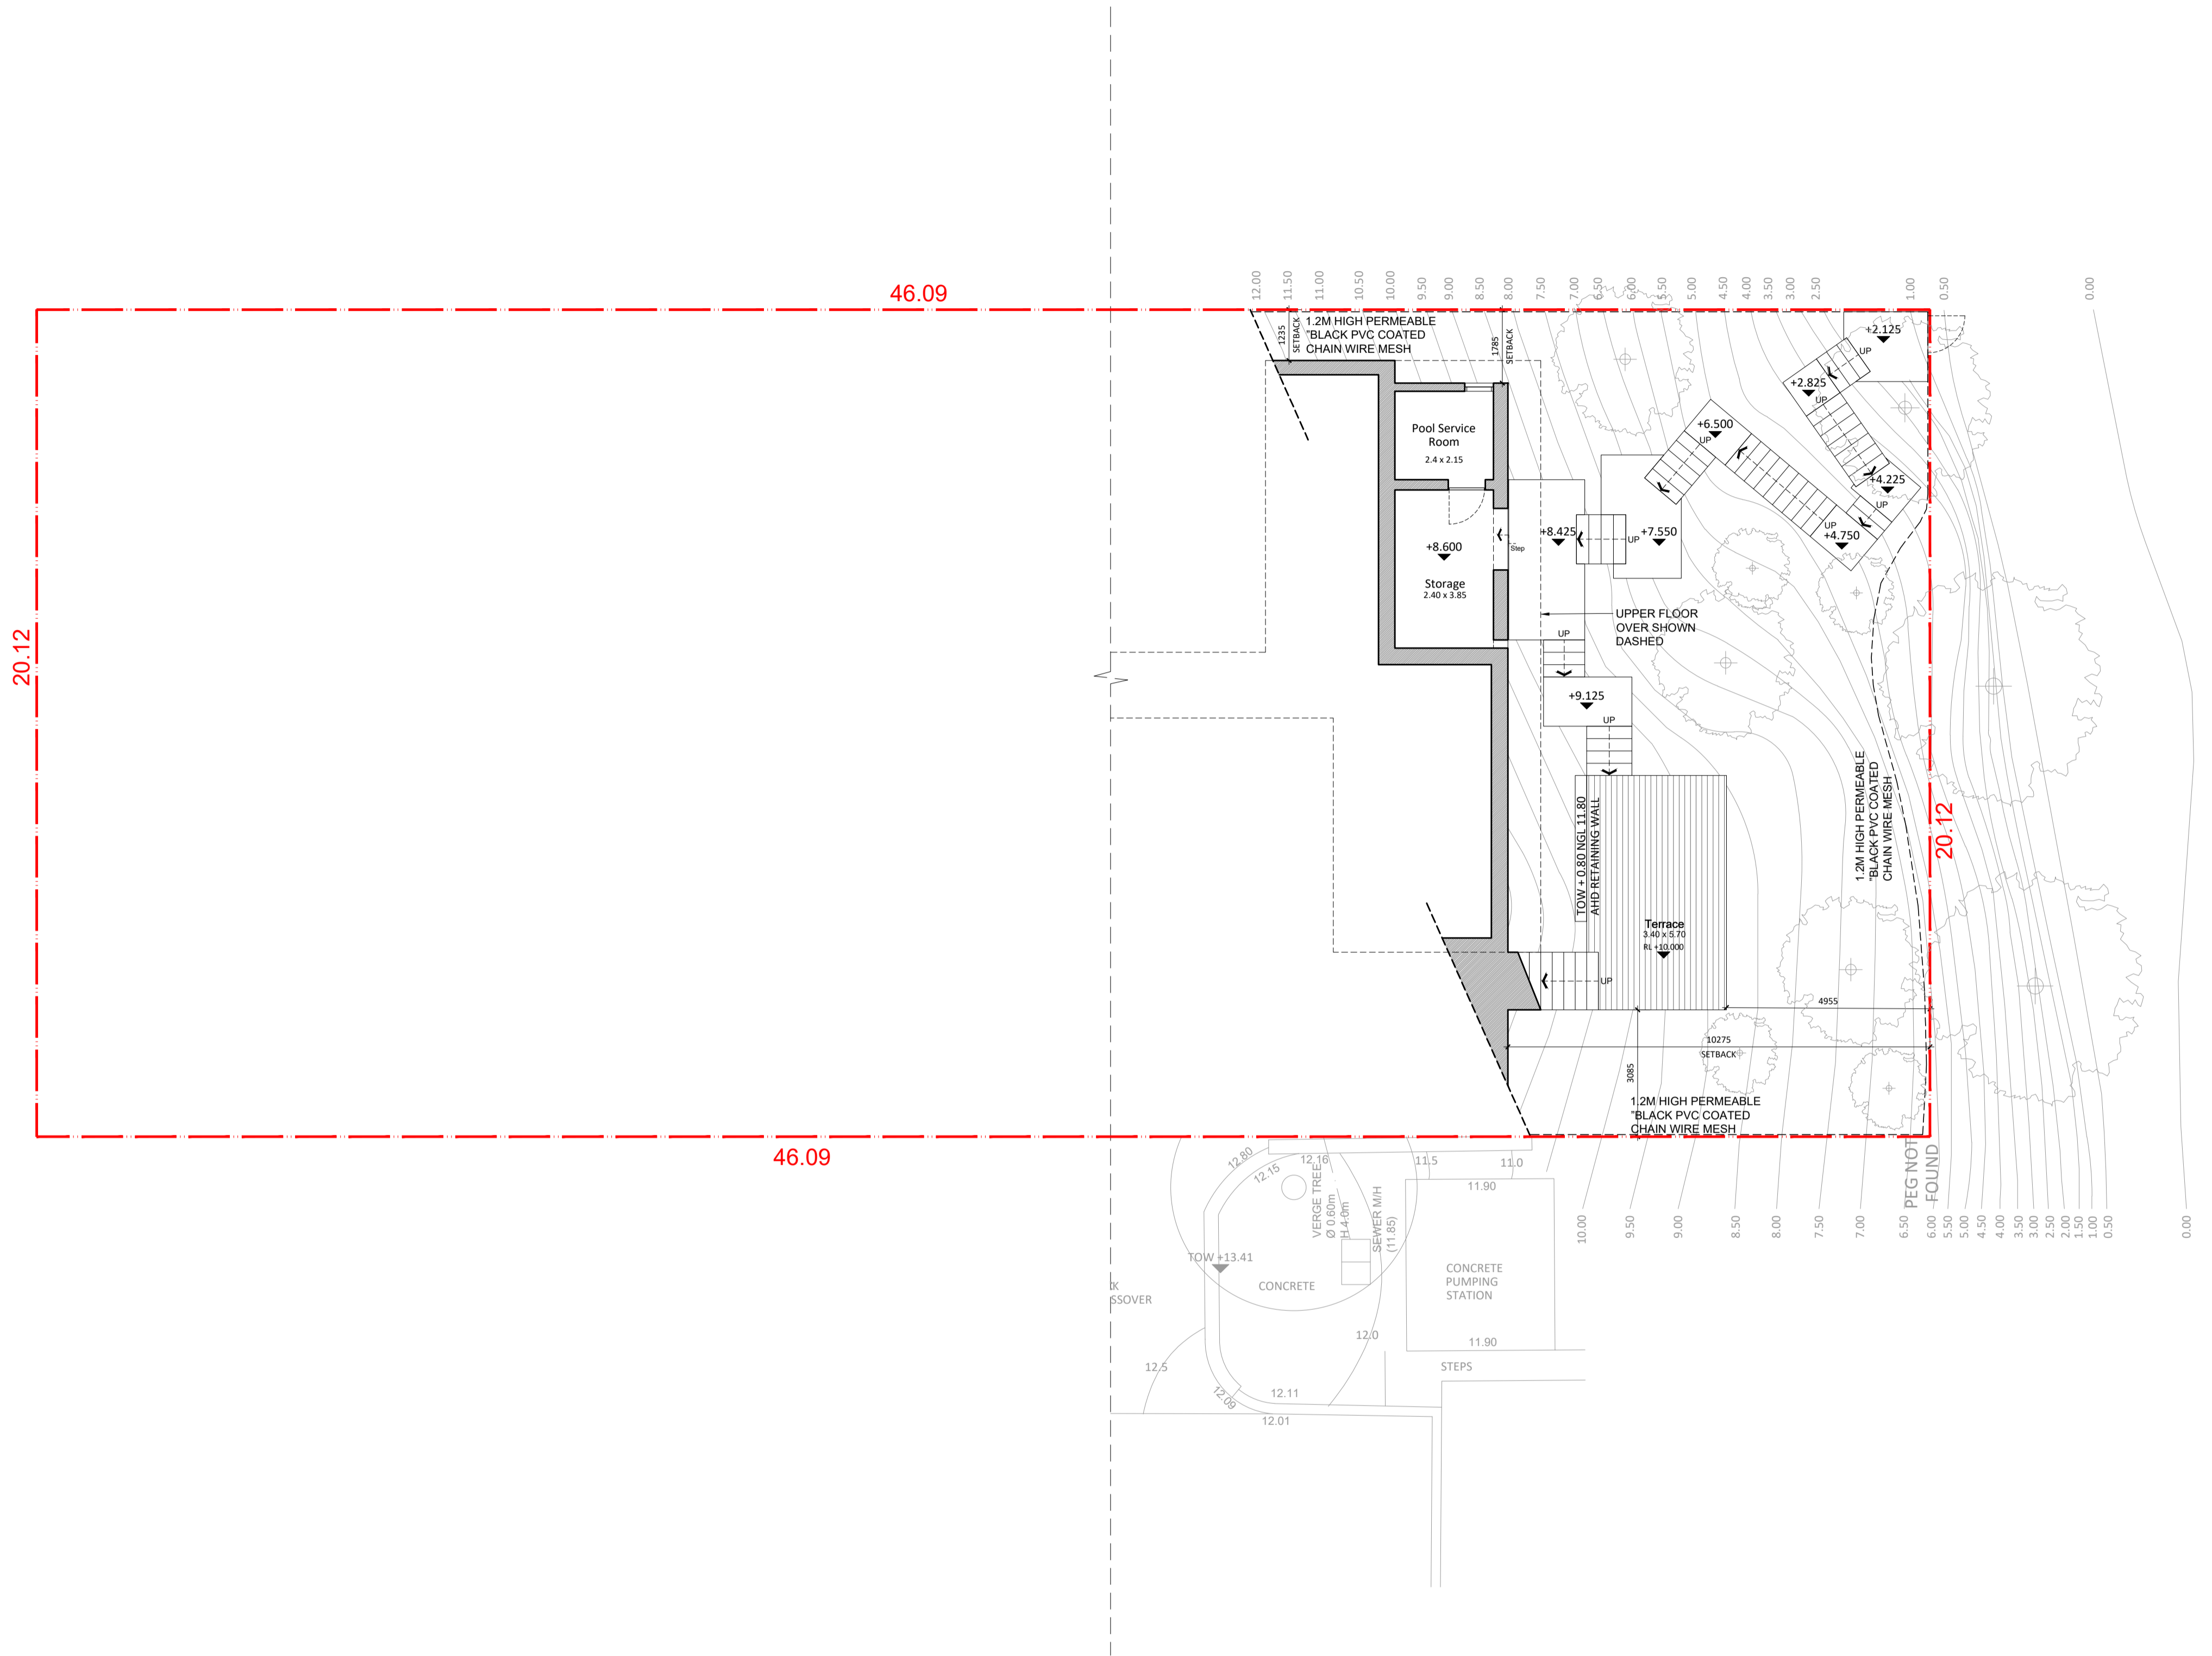 46.09
12.00
11.50
11.00
10.50
10.00
9.50
9.00
8.50
8.00
7.50
7.00
6.50
6.00
5.50
5.00
4.50
4.00
3.50
3.00
2.50
1.00
0.50
0.00
1235
SETBACK
1.2M HIGH PERMEABLE
"BLACK PVC COATED
CHAIN WIRE MESH
1785
SETBACK
+2.125
UP
+2.825
UP
Pool Service
Room
2.4 x 2.15
+6.500
UP
+4.225
UP
UP
+4.750
+8.600
Step
+8.425
UP
+7.550
Storage
2.40 x 3.85
UPPER FLOOR
OVER SHOWN
DASHED
20.12
UP
+9.125
UP
TOW + 0.80 NGL 11.80
AHD RETAINING WALL
1.2M HIGH PERMEABLE
"BLACK PVC COATED
CHAIN WIRE MESH
20.12
Terrace
3.40 x 5.70
RL +10.000
UP
4955
10275
SETBACK
3085
1.2M HIGH PERMEABLE
"BLACK PVC COATED
CHAIN WIRE MESH
46.09
12.80
12.15
12.16
11.5
11.0
11.90
VERGE TREE
Ø 0.60m
H 4.0m
SEWER M/H
(11.85)
PEG NOT
FOUND
10.00
9.50
9.00
8.50
8.00
7.50
7.00
6.50
6.00
5.50
5.00
4.50
4.00
3.50
3.00
2.50
2.00
1.50
1.00
0.50
0.00
TOW +13.41
K
SSOVER
CONCRETE
CONCRETE
PUMPING
STATION
12.0
11.90
12.5
STEPS
12.09
12.11
12.01